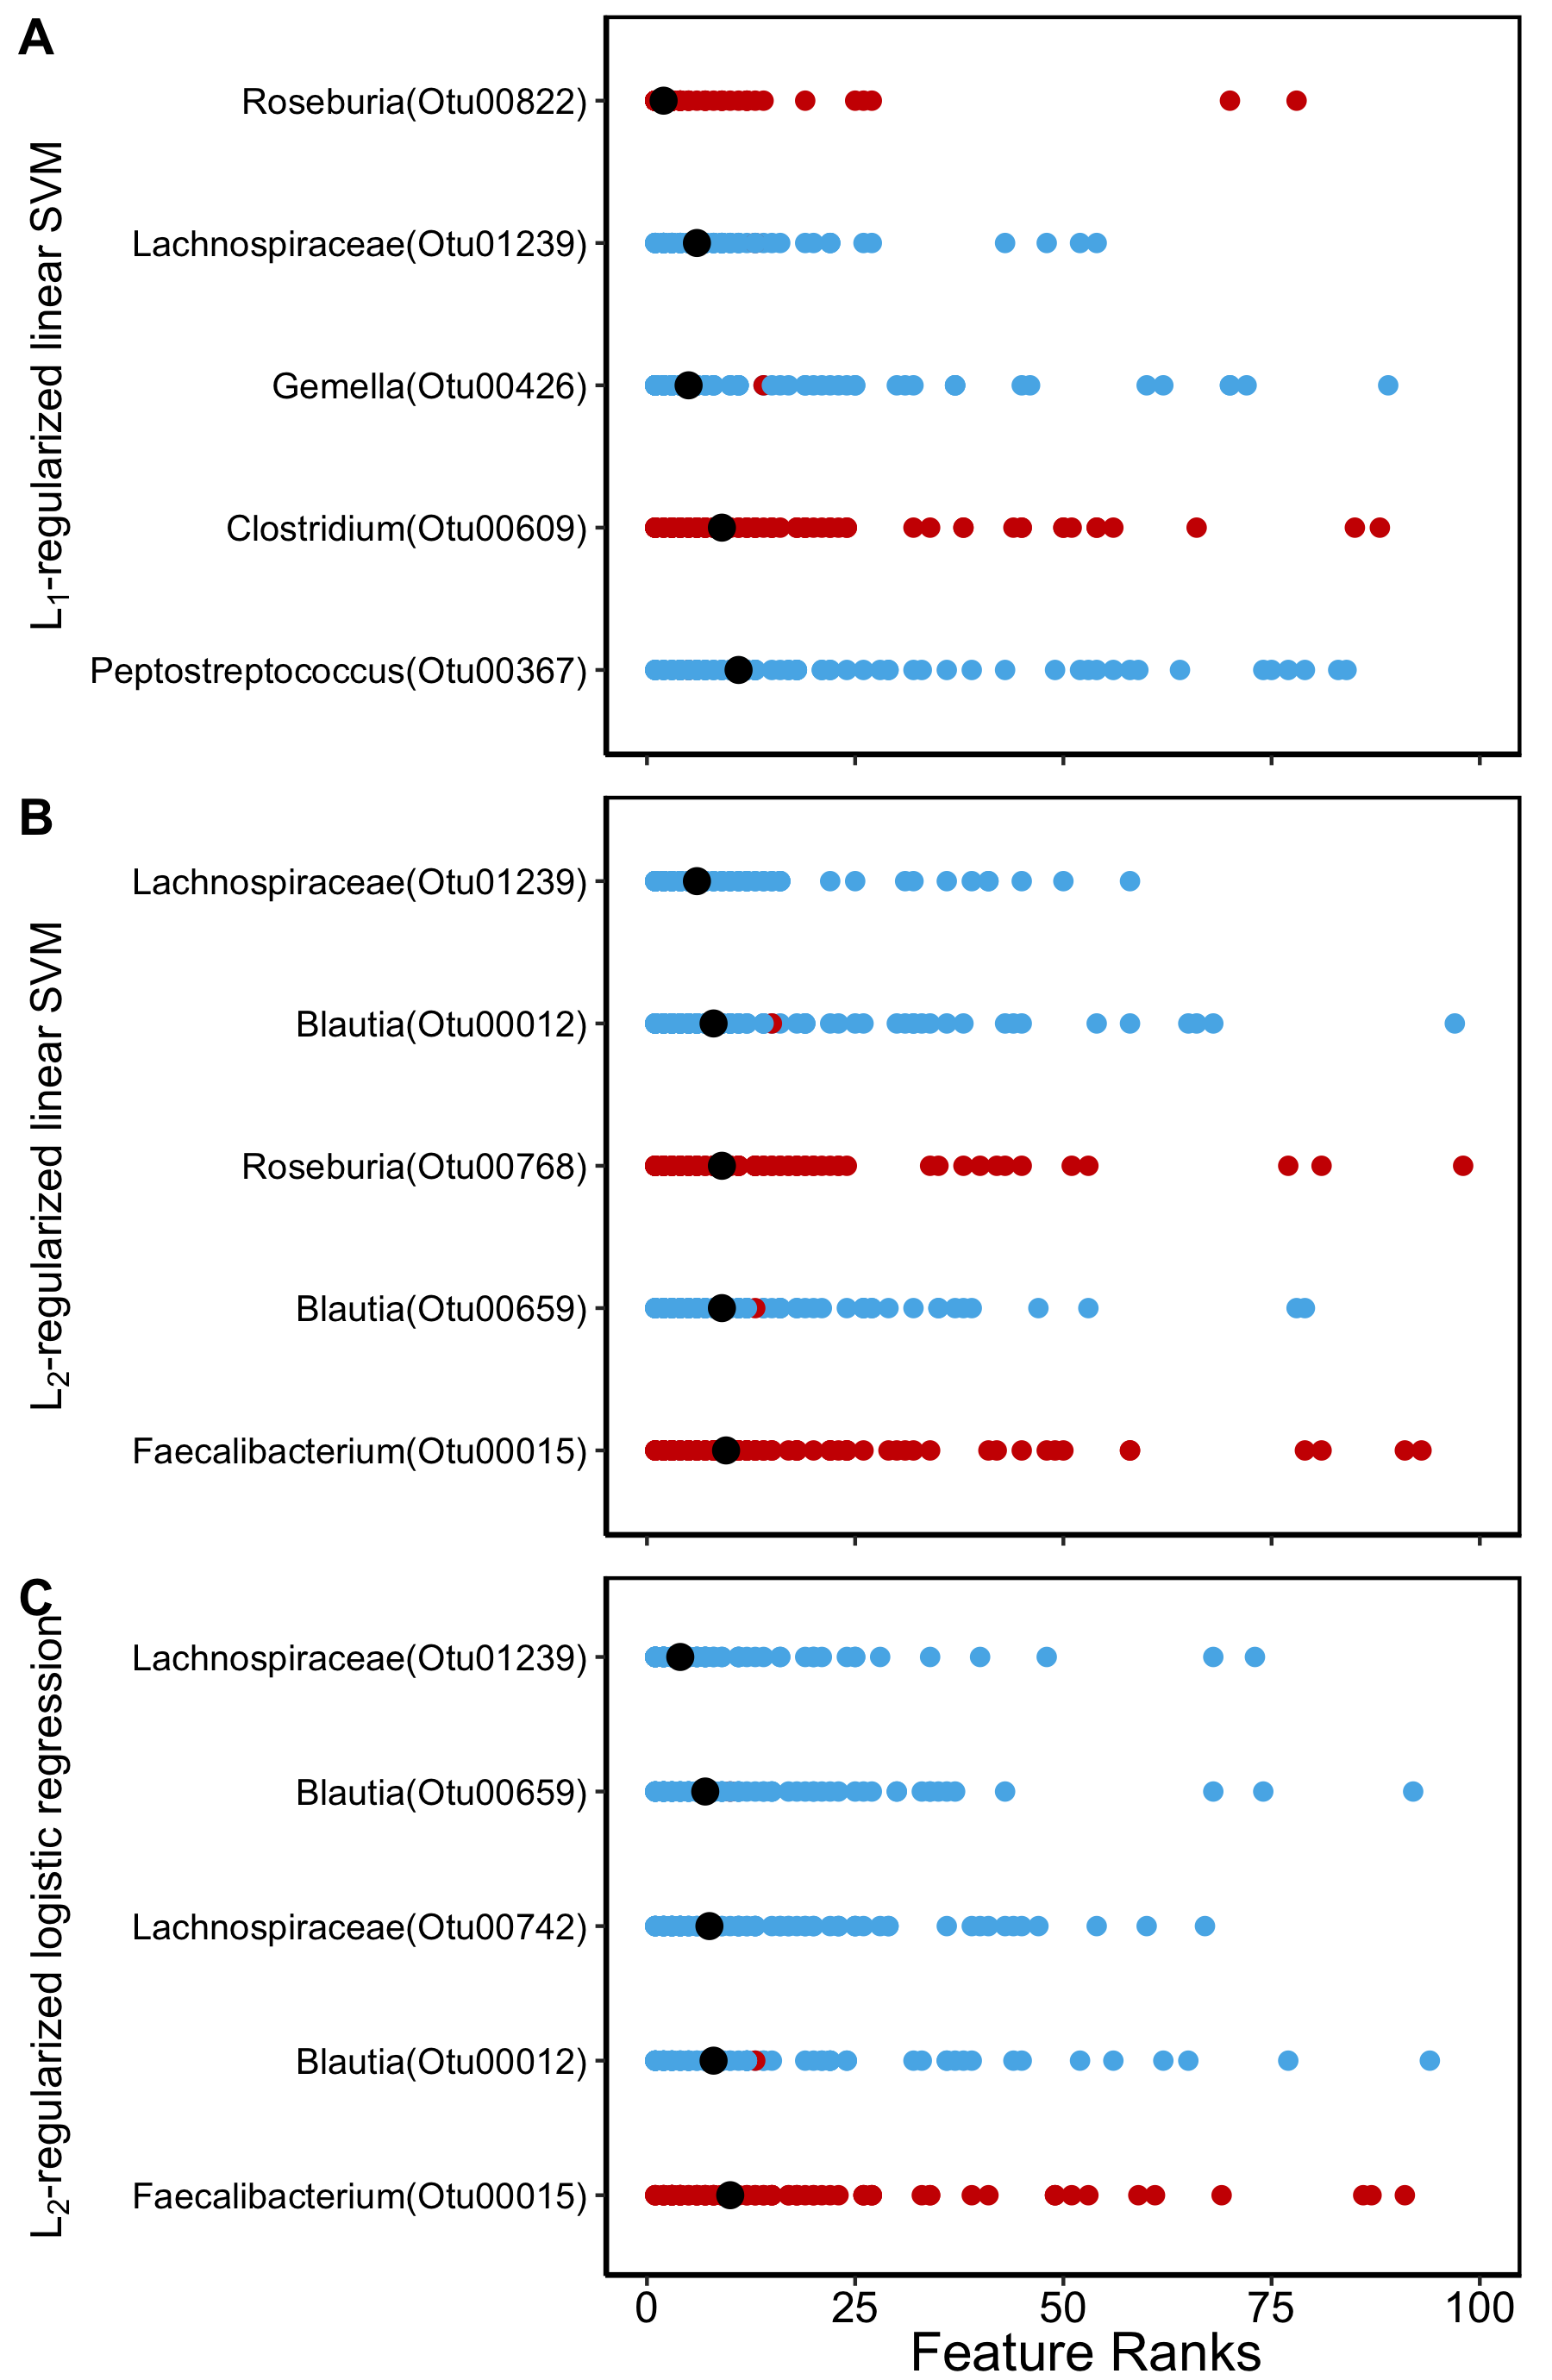 A
L1-regularized linear SVM
Roseburia(Otu00822)
Lachnospiraceae(Otu01239)
Gemella(Otu00426)
Clostridium(Otu00609)
Peptostreptococcus(Otu00367)
B
L2-regularized linear SVM
Lachnospiraceae(Otu01239)
Blautia(Otu00012)
Roseburia(Otu00768)
Blautia(Otu00659)
Faecalibacterium(Otu00015)
C
L2-regularized logistic regression
Lachnospiraceae(Otu01239)
Blautia(Otu00659)
Lachnospiraceae(Otu00742)
Blautia(Otu00012)
Faecalibacterium(Otu00015)
0 25 50 75 100
Feature Ranks